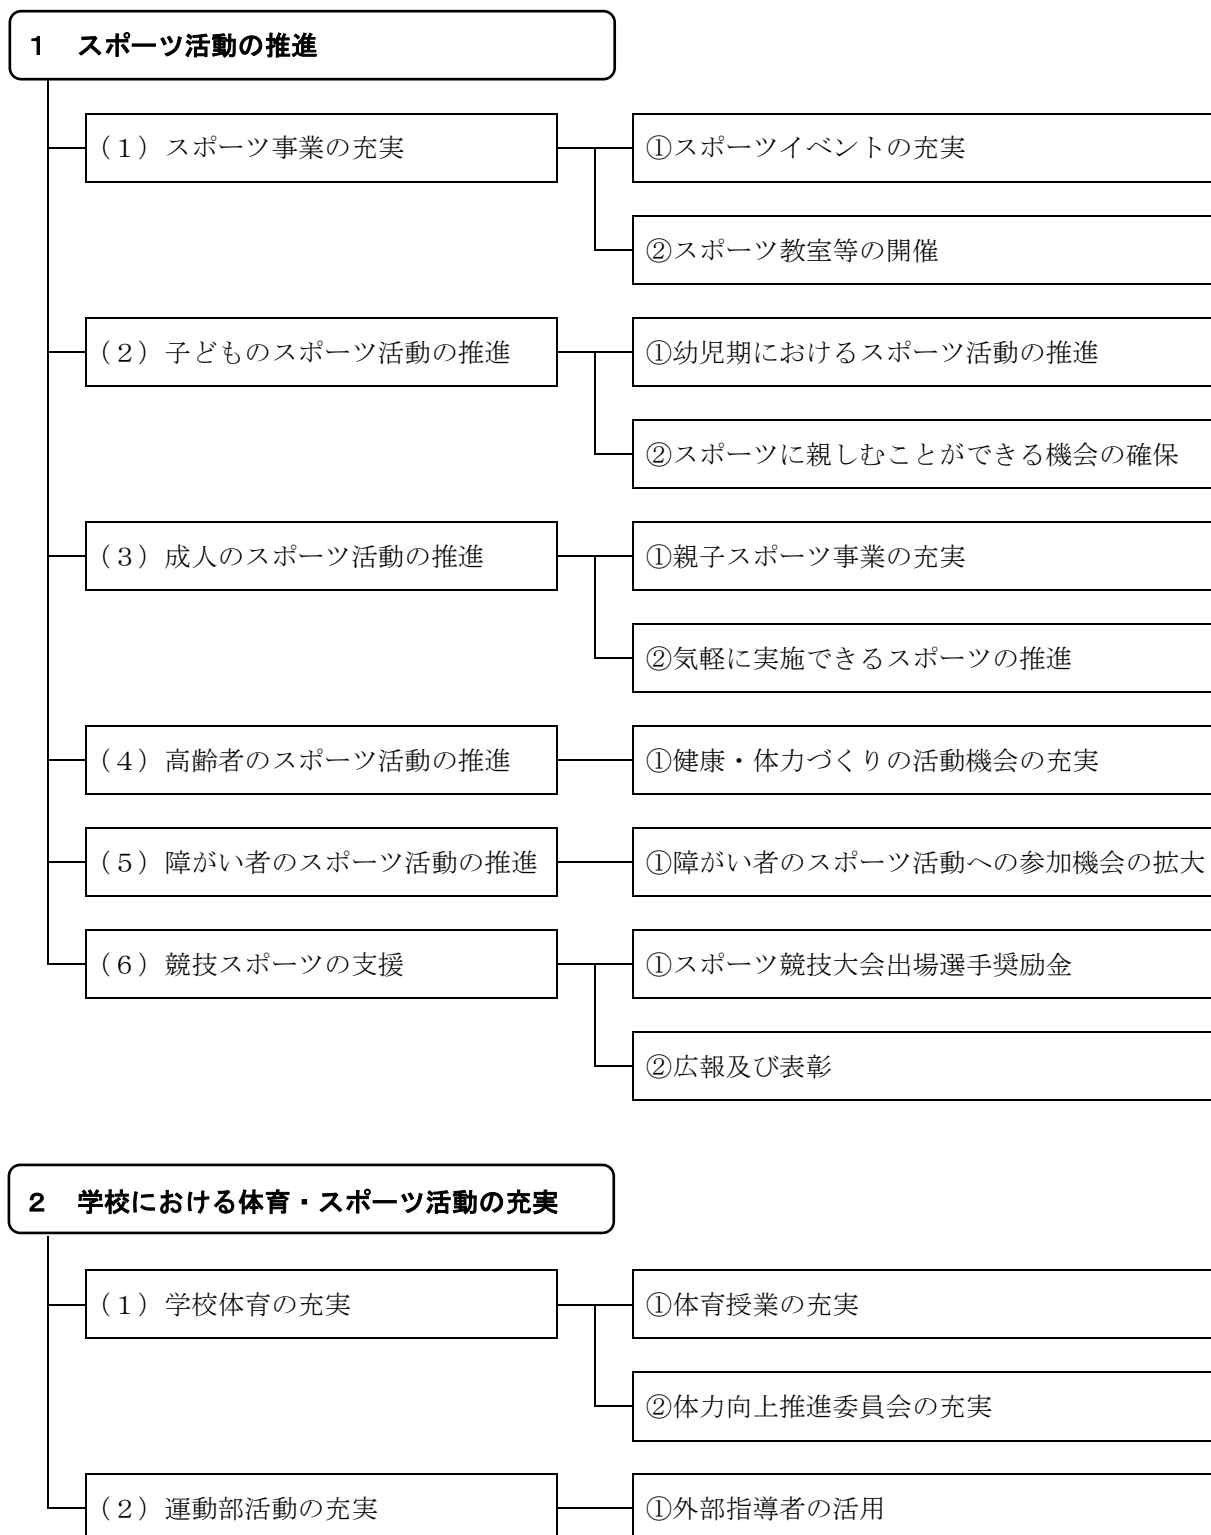 １　スポーツ活動の推進
（１）スポーツ事業の充実
①スポーツイベントの充実
②スポーツ教室等の開催
（２）子どものスポーツ活動の推進
①幼児期におけるスポーツ活動の推進
②スポーツに親しむことができる機会の確保
（３）成人のスポーツ活動の推進
①親子スポーツ事業の充実
②気軽に実施できるスポーツの推進
（４）高齢者のスポーツ活動の推進
①健康・体力づくりの活動機会の充実
（５）障がい者のスポーツ活動の推進
①障がい者のスポーツ活動への参加機会の拡大
（６）競技スポーツの支援
①スポーツ競技大会出場選手奨励金
②広報及び表彰
２　学校における体育・スポーツ活動の充実
（１）学校体育の充実
①体育授業の充実
②体力向上推進委員会の充実
（２）運動部活動の充実
①外部指導者の活用